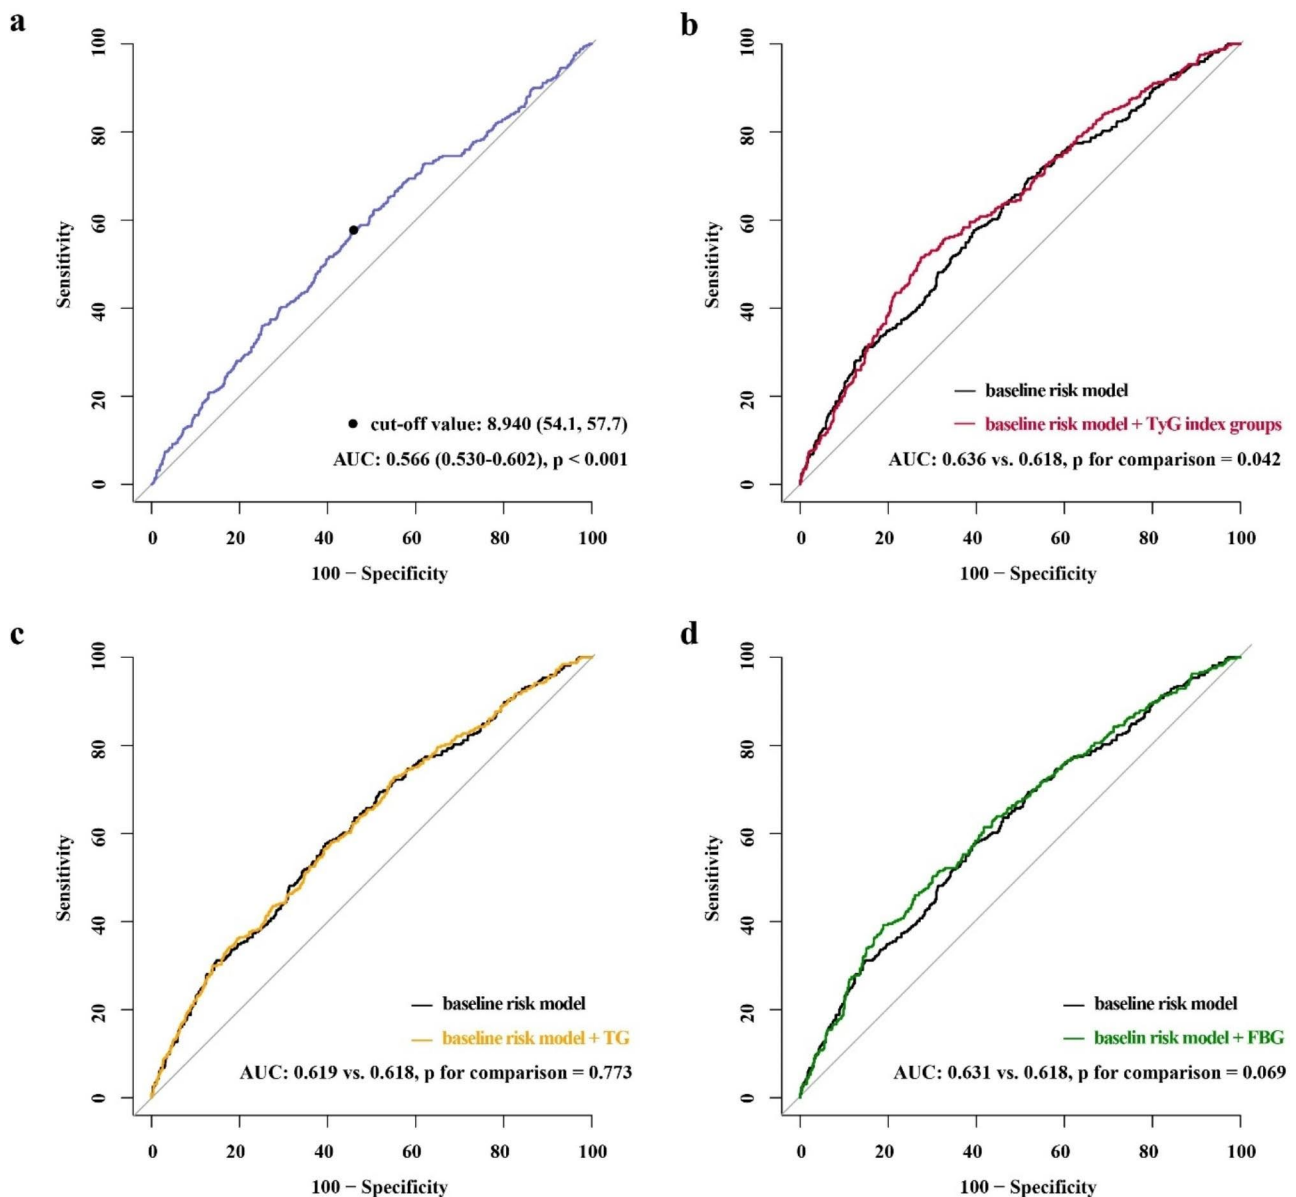 a
100
80
60
40
20
0
Sensitivity
0 20 40 60 80 100
100 − Specificity
cut-off value: 8.940 (54.1, 57.7)
AUC: 0.566 (0.530-0.602), p < 0.001
b
100
80
60
40
20
0
Sensitivity
0 20 40 60 80 100
100 − Specificity
baseline risk model
baseline risk model + TyG index groups
AUC: 0.636 vs. 0.618, p for comparison = 0.042
c
100
80
60
40
20
0
Sensitivity
0 20 40 60 80 100
100 − Specificity
baseline risk model
baseline risk model + TG
AUC: 0.619 vs. 0.618, p for comparison = 0.773
d
100
80
60
40
20
0
Sensitivity
0 20 40 60 80 100
100 − Specificity
baseline risk model
baselin risk model + FBG
AUC: 0.631 vs. 0.618, p for comparison = 0.069